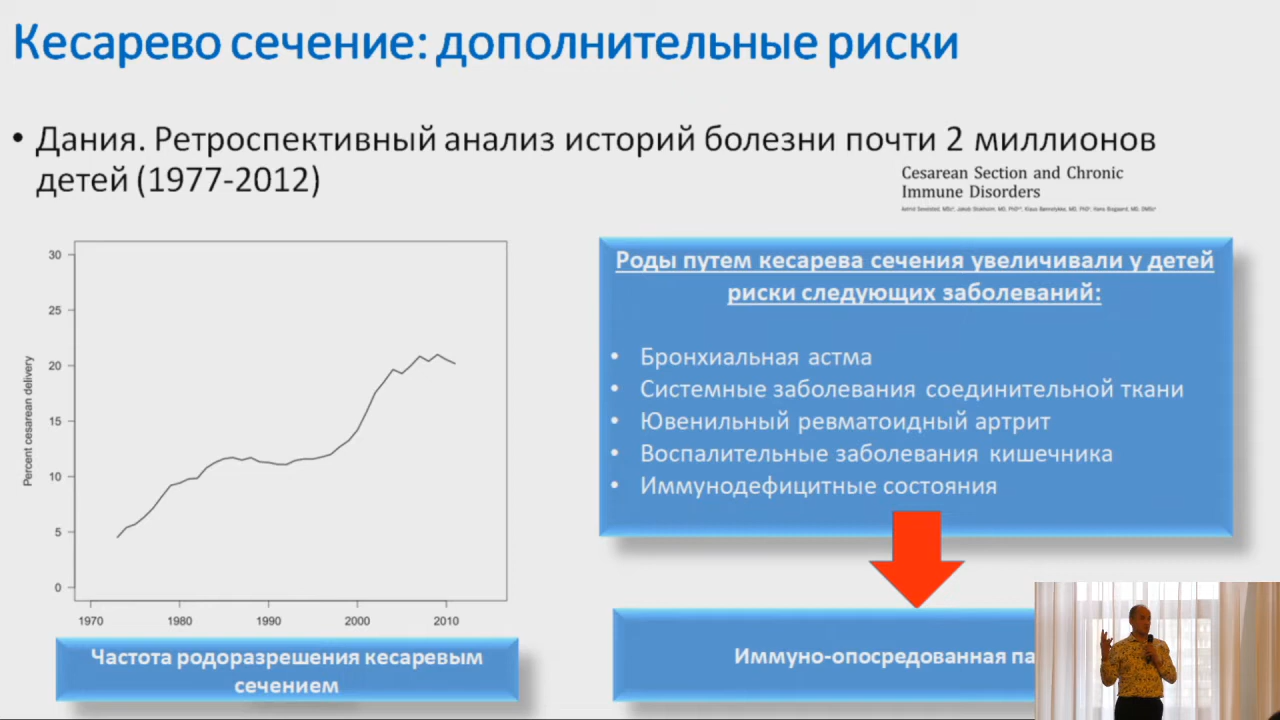 Кесарево сечение: дополнительные риски
• Дания. Ретроспективный анализ историй болезни почти 2 миллионов
детей (1977-2012)
Cesarean Section and Chronic
Immune Disorders
30
25
20
15
10
5
0
Percent cesarean delivery
1970 1980 1990 2000 2010
Частота родоразрешения кесаревым
сечением
Роды путем кесарева сечения увеличивали у детей
риски следующих заболеваний:
• Бронхиальная астма
• Системные заболевания соединительной ткани
• Ювенильный ревматоидный артрит
• Воспалительные заболевания кишечника
• Иммунодефицитные состояния
Иммуно-опосредованная па